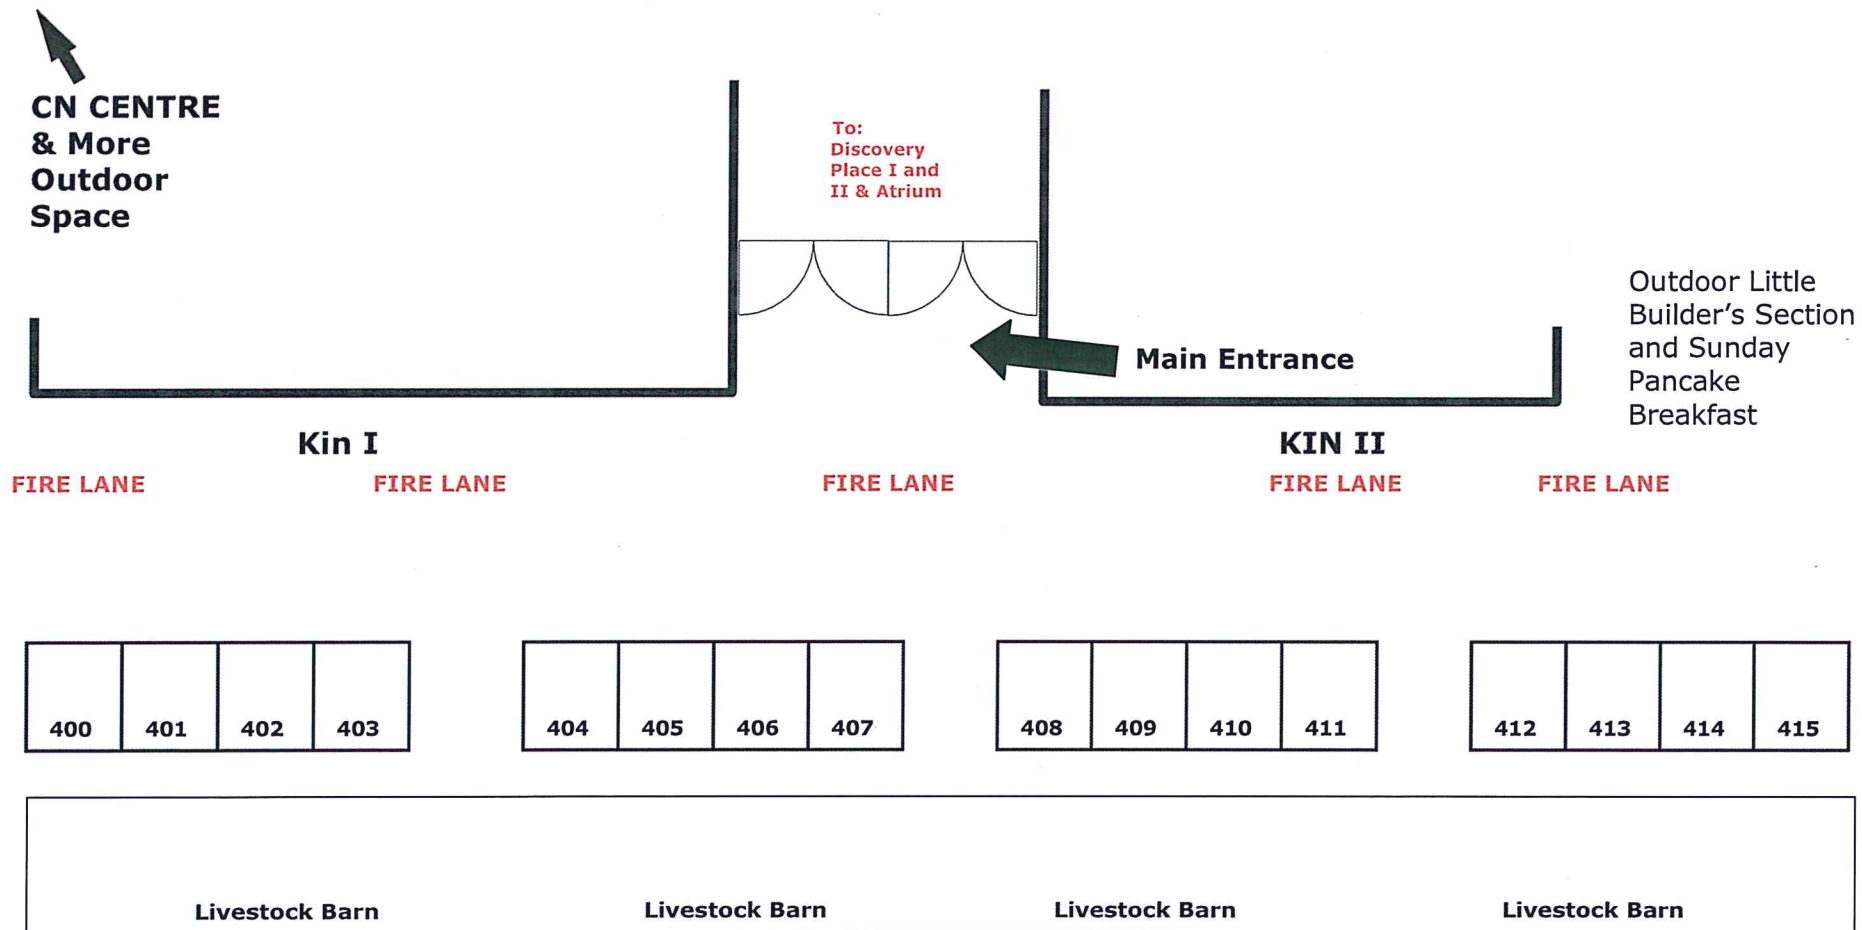 CN CENTRE
& More
Outdoor
Space
To:
Discovery
Place I and
II & Atrium
Main Entrance
Outdoor Little
Builder's Section
and Sunday
Pancake
Breakfast
Kin I
KIN II
FIRE LANE FIRE LANE FIRE LANE FIRE LANE FIRE LANE
400 401 402 403 404 405 406 407 408 409 410 411 412 413 414 415
Livestock Barn Livestock Barn Livestock Barn Livestock Barn